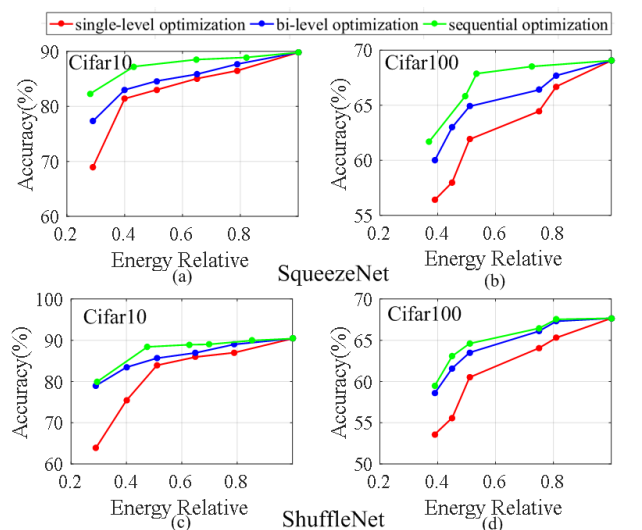 single-level optimization bi-level optimization sequential optimization
Cifar10
Accuracy(%)
90
80
70
60
0.2 0.4 0.6 0.8
Energy Relative
(a)
Cifar100
Accuracy(%)
70
65
60
55
0.2 0.4 0.6 0.8
Energy Relative
(b)
SqueezeNet
Cifar10
Accuracy(%)
100
90
80
70
60
0.2 0.4 0.6 0.8
Energy Relative
(c)
Cifar100
Accuracy(%)
70
65
60
55
50
0.2 0.4 0.6 0.8
Energy Relative
(d)
ShuffleNet